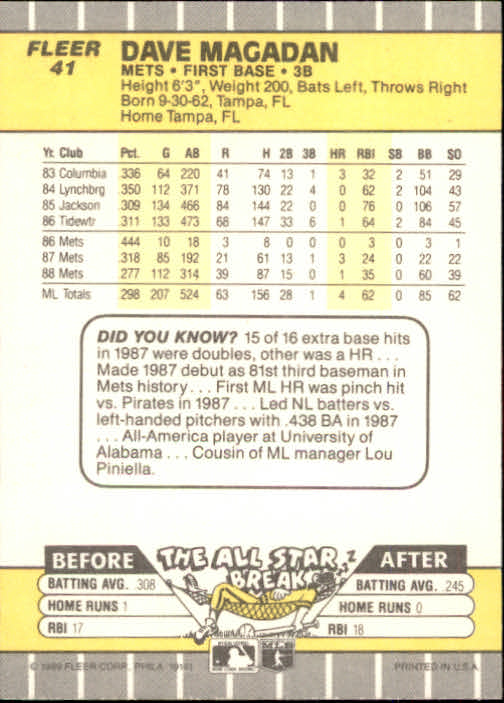 FLEER
41
DAVE MAGADAN
METS • FIRST BASE • 3B
Height 6'3", Weight 200, Bats Left, Throws Right
Born 9-30-62, Tampa, FL
Home Tampa, FL
Yr. Club Pct. G AB R H 2B 3B HR RBI SB BB SO
83 Columbia .336 64 220 41 74 13 1 3 32 2 51 29
84 Lynchbrg .350 112 371 78 130 22 4 0 62 2 104 43
85 Jackson .309 134 466 84 144 22 0 0 76 0 106 57
86 Tidewtr .311 133 473 68 147 33 6 1 64 2 84 45
86 Mets .444 10 18 3 8 0 0 0 3 0 3 1
87 Mets .318 85 192 21 61 13 1 3 24 0 22 22
88 Mets .277 112 314 39 87 15 0 1 35 0 60 39
ML Totals .298 207 524 63 156 28 1 4 62 0 85 62
DID YOU KNOW? 15 of 16 extra base hits
in 1987 were doubles, other was a HR . . .
Made 1987 debut as 81st third baseman in
Mets history . . . First ML HR was pinch hit
vs. Pirates in 1987 . . . Led NL batters vs.
left-handed pitchers with .438 BA in 1987
. . . All-America player at University of
Alabama . . . Cousin of ML manager Lou
Piniella.
BEFORE THE ALL STAR BREAK AFTER
BATTING AVG. .308 BATTING AVG. .245
HOME RUNS 1 HOME RUNS 0
RBI 17 RBI 18
© 1989 FLEER CORP., PHILA. 19141 PRINTED IN U.S.A.